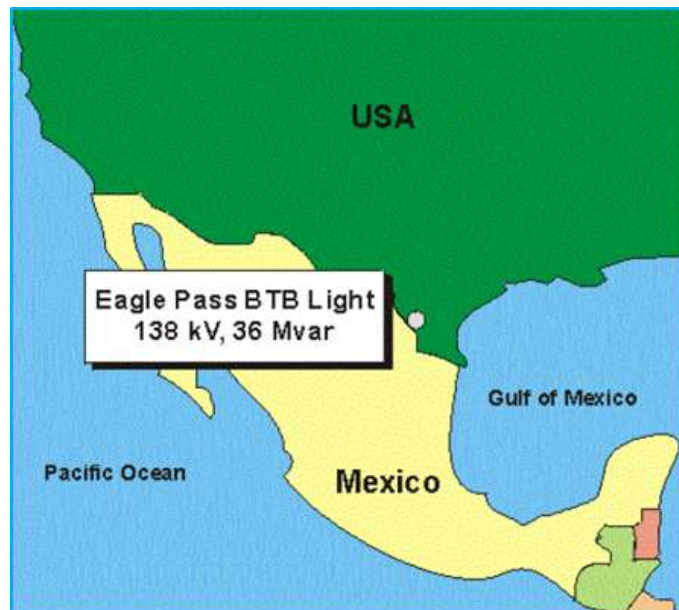 USA
Eagle Pass BTB Light
138 kV, 36 Mvar
Gulf of Mexico
Pacific Ocean
Mexico